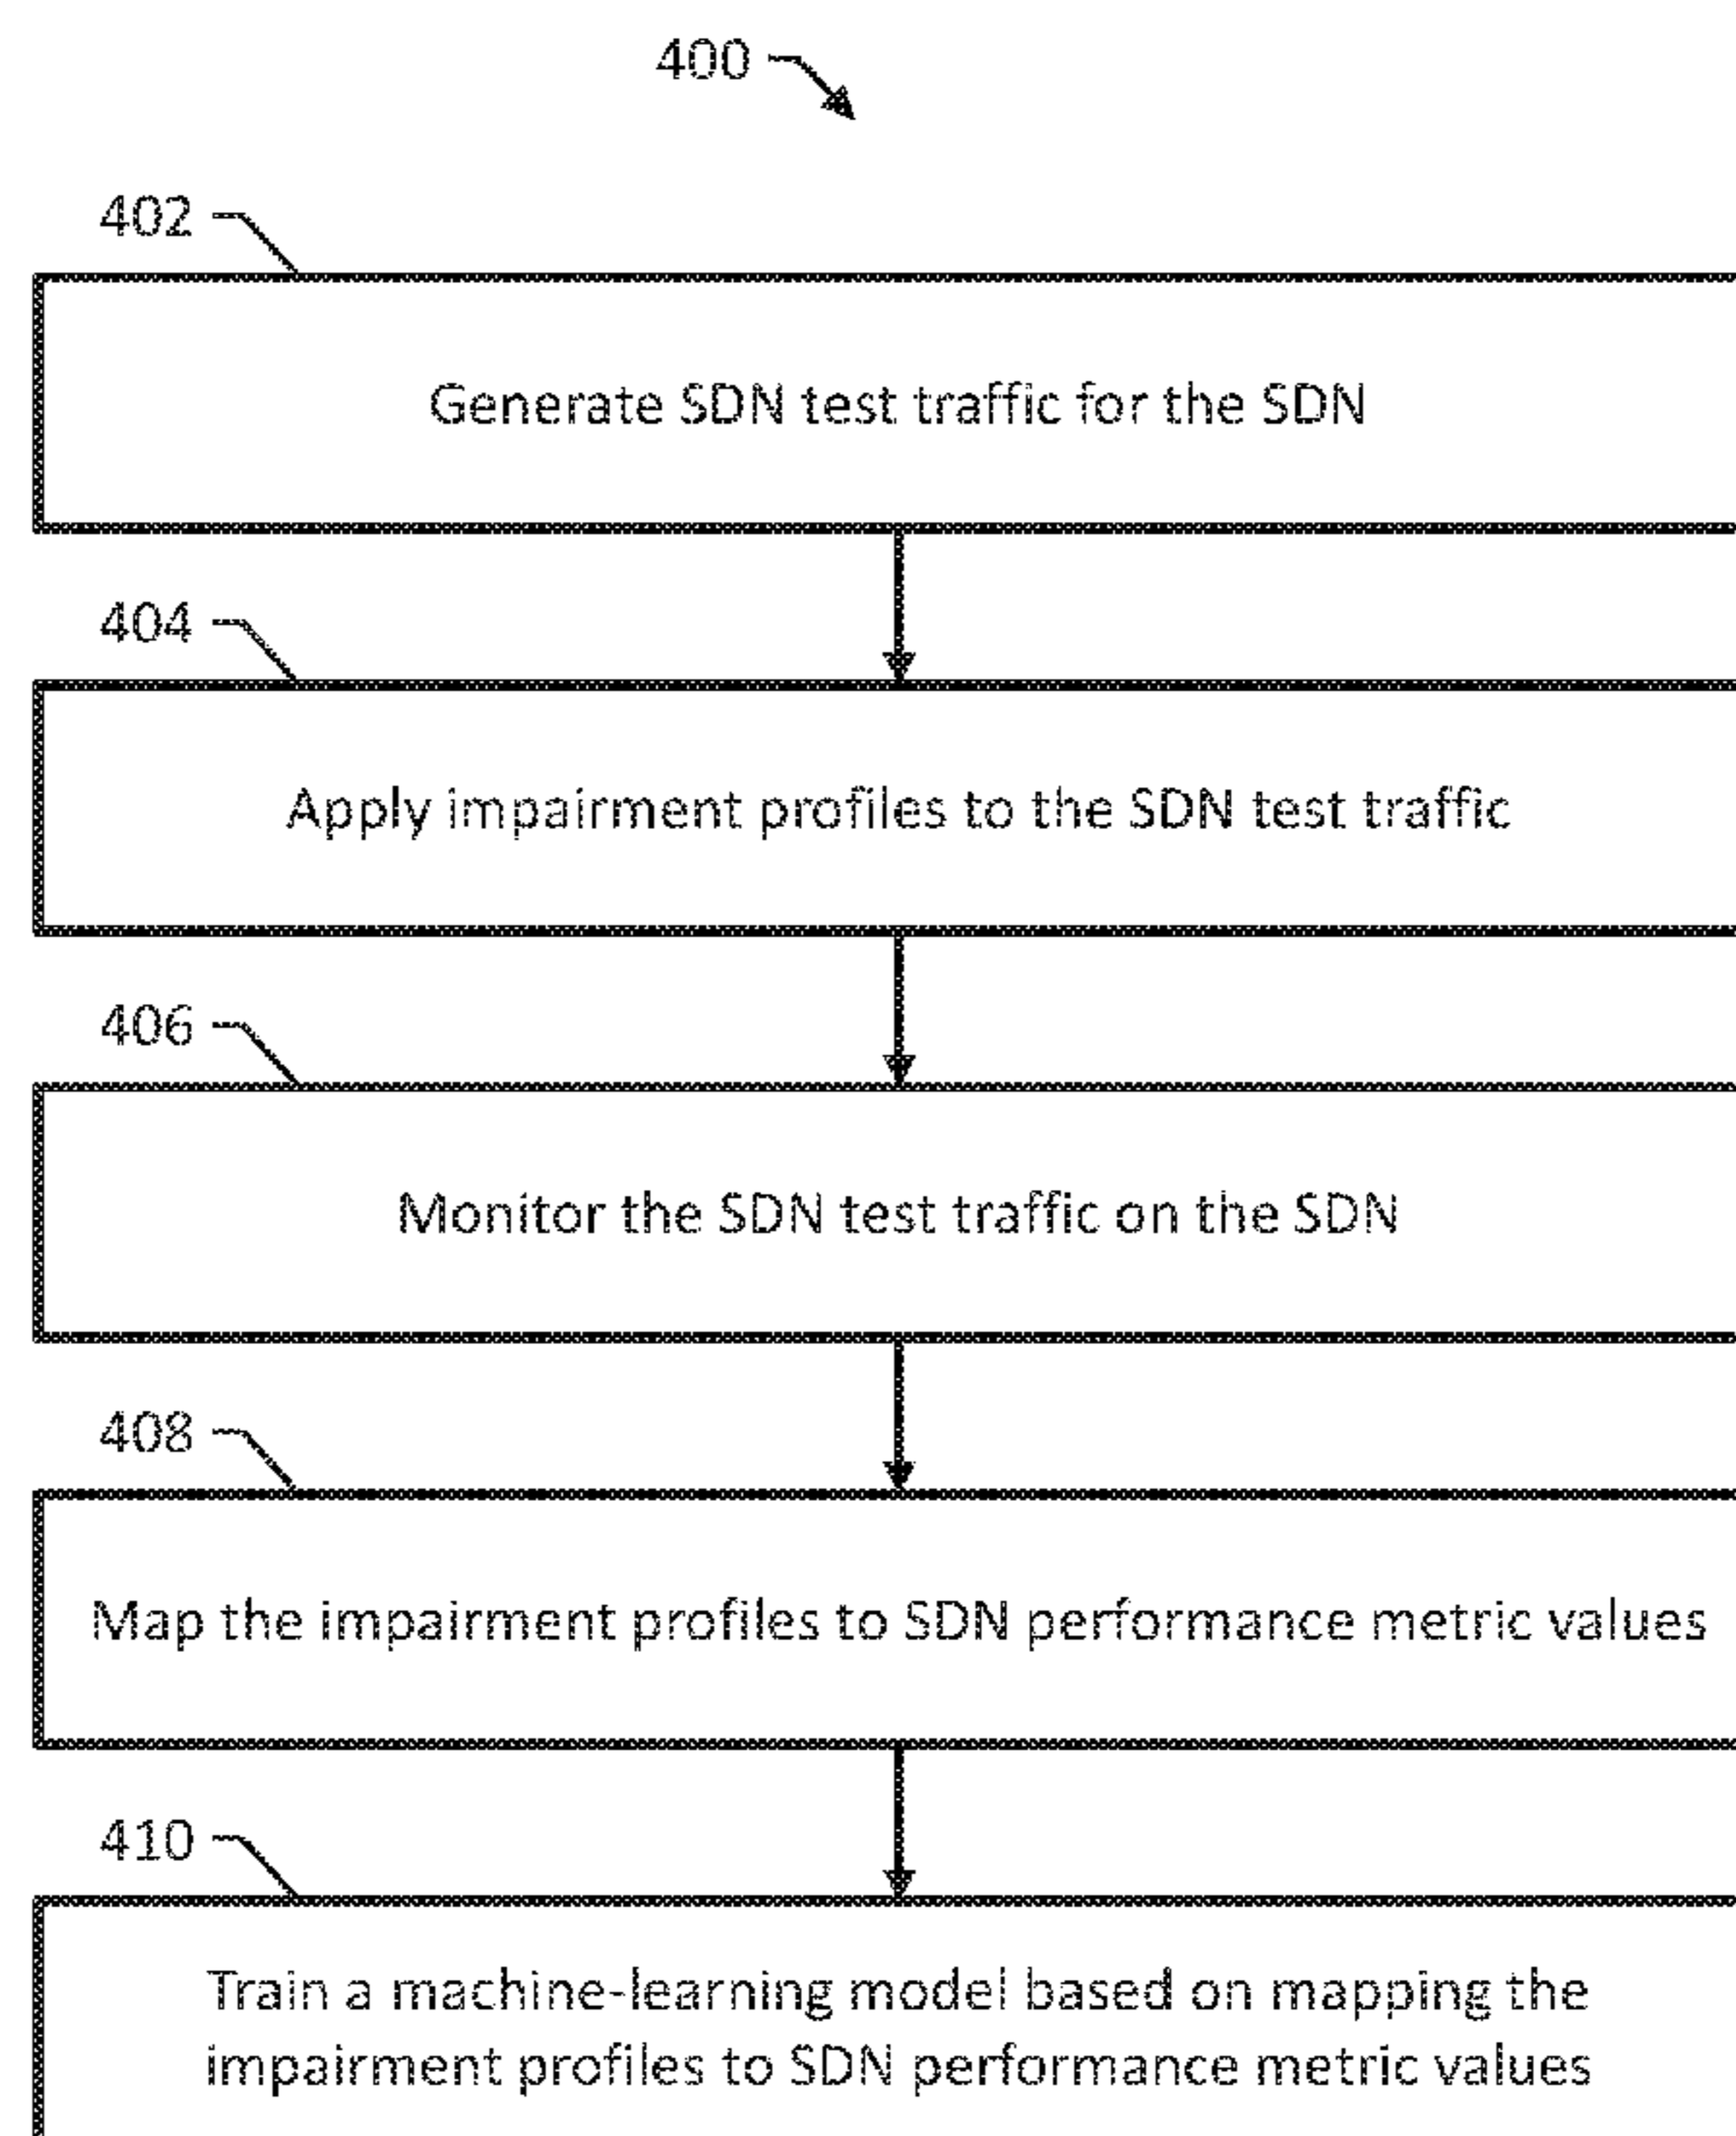 400
402
Generate SDN test traffic for the SDN
404
Apply impairment profiles to the SDN test traffic
406
Monitor the SDN test traffic on the SDN
408
Map the impairment profiles to SDN performance metric values
410
Train a machine-learning model based on mapping the
impairment profiles to SDN performance metric values